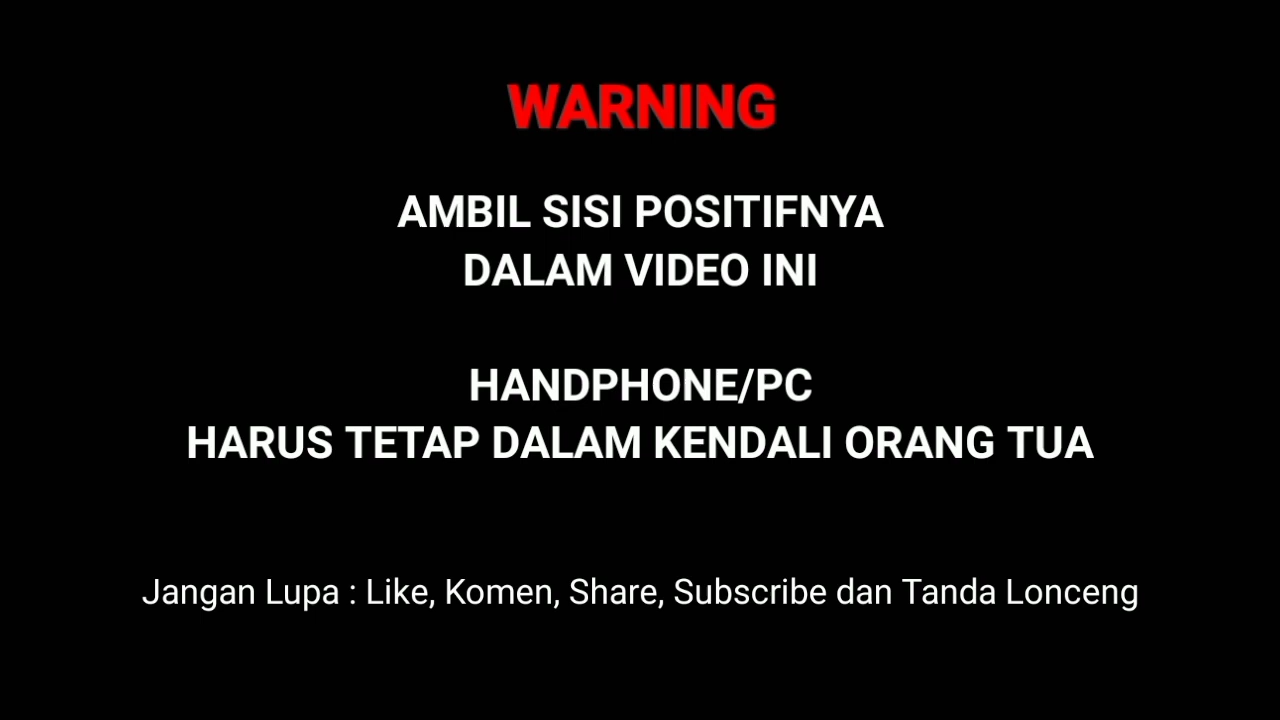 WARNING
AMBIL SISI POSITIFNYA
DALAM VIDEO INI
HANDPHONE/PC
HARUS TETAP DALAM KENDALI ORANG TUA
Jangan Lupa : Like, Komen, Share, Subscribe dan Tanda Lonceng